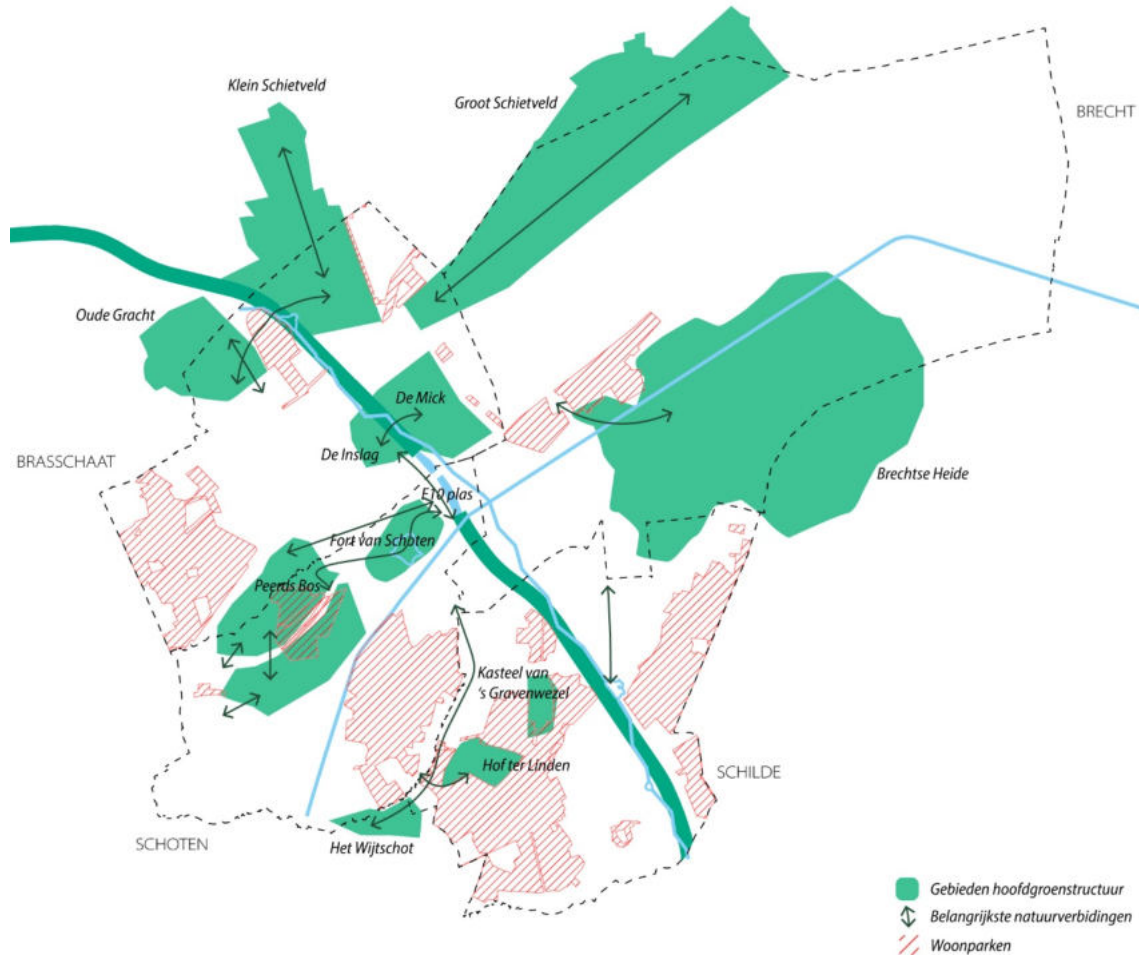 Klein Schietveld
Groot Schietveld
BRECHT
Oude Gracht
De Mick
De Inslag
BRASSCHAAT
Brechtse Heide
E10 plas
Fort van Schoten
Peerds Bos
Kasteel van
's Gravenwezel
Hof ter Linden
SCHILDE
SCHOTEN
Het Wijtschot
Gebieden hoofdgroenstructuur
Belangrijkste natuurverbidingen
Woonparken